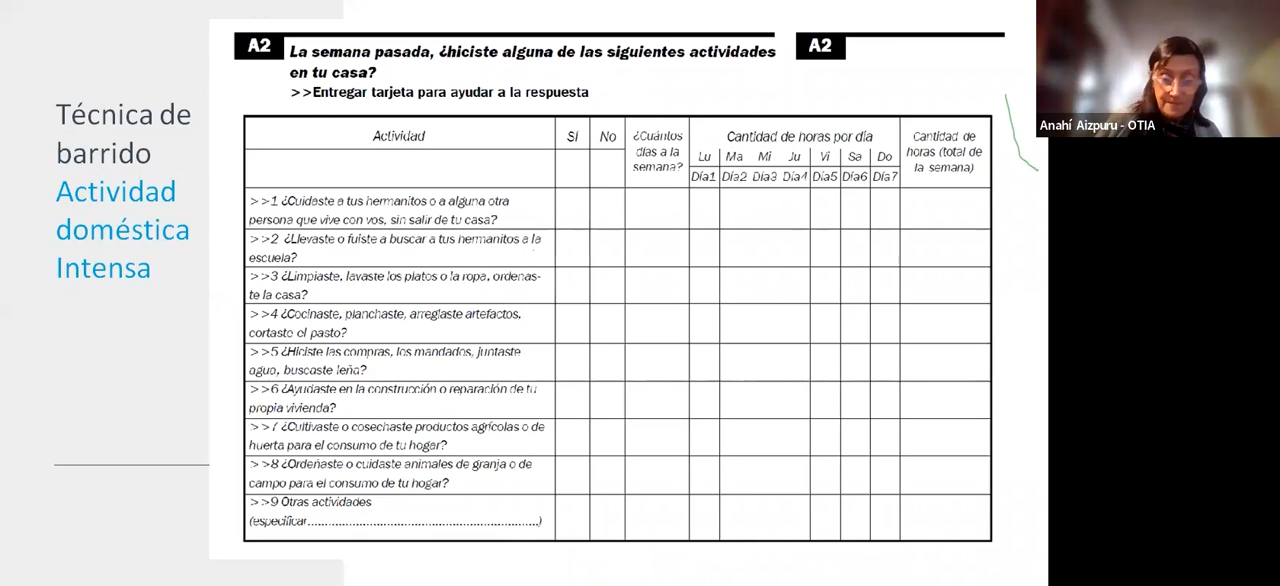 Técnica de
barrido
Actividad
doméstica
Intensa
A2
La semana pasada, ¿hiciste alguna de las siguientes actividades
en tu casa?
>>Entregar tarjeta para ayudar a la respuesta
A2
Anahí Aizpuru - OTIA
Actividad
SÍ
No
¿Cuántos
días a la
semana?
Cantidad de horas por día
Lu Ma Mi Ju Vi Sa Do
Día1 Día2 Día3 Día4 Día5 Día6 Día7
Cantidad de
horas (total de
la semana)
>>1 ¿Cuidaste a tus hermanitos o a alguna otra
persona que vive con vos, sin salir de tu casa?
>>2 ¿Llevaste o fuiste a buscar a tus hermanitos a la
escuela?
>>3 ¿Limpiaste, lavaste los platos o la ropa, ordenas-
te la casa?
>>4 ¿Cocinaste, planchaste, arreglaste artefactos,
cortaste el pasto?
>>5 ¿Hiciste las compras, los mandados, juntaste
agua, buscaste leña?
>>6 ¿Ayudaste en la construcción o reparación de tu
propia vivienda?
>>7 ¿Cultivaste o cosechaste productos agrícolas o de
huerta para el consumo de tu hogar?
>>8 ¿Ordeñaste o cuidaste animales de granja o de
campo para el consumo de tu hogar?
>>9 Otras actividades
(especificar....................................................................)